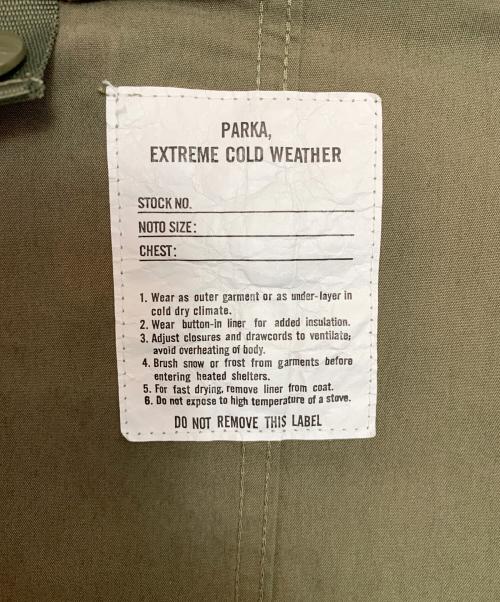 PARKA,
EXTREME COLD WEATHER
STOCK NO.
NOTO SIZE:
CHEST:
1. Wear as outer garment or as under-layer in
cold dry climate.
2. Wear button-in liner for added insulation.
3. Adjust closures and drawcords to ventilate;
avoid overheating of body.
4. Brush snow or frost from garments before
entering heated shelters.
5. For fast drying, remove liner from coat.
6. Do not expose to high temperature of a stove.
DO NOT REMOVE THIS LABEL